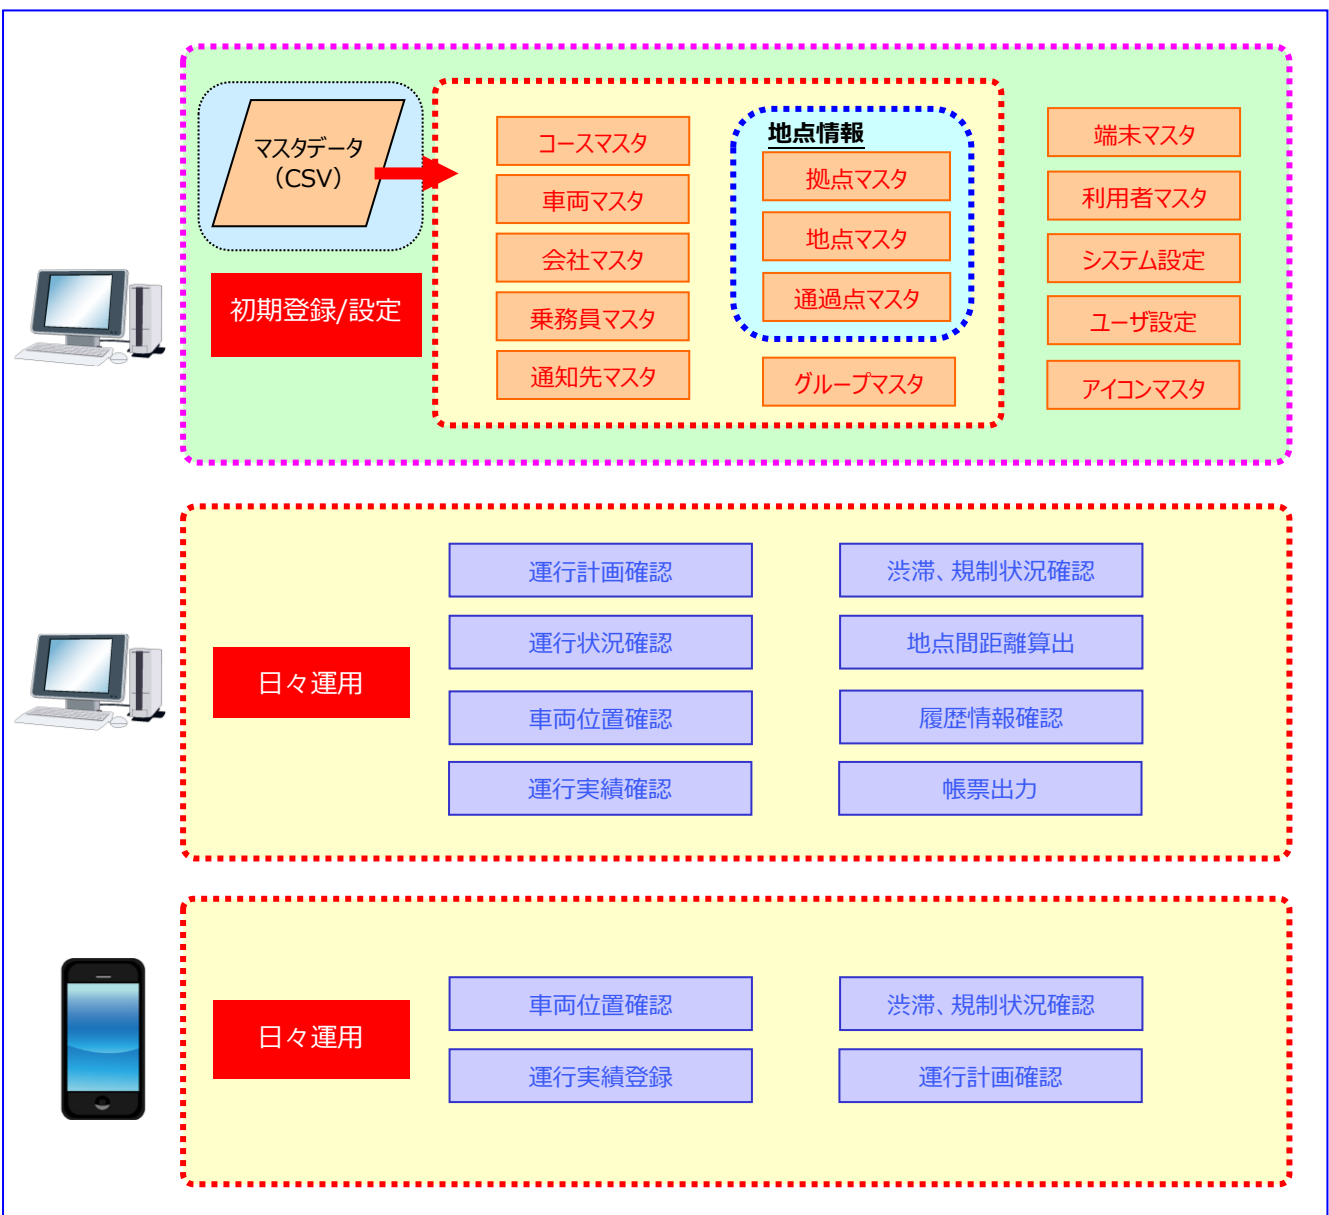 マスタデータ
（CSV）
初期登録/設定
コースマスタ
車両マスタ
会社マスタ
乗務員マスタ
通知先マスタ
地点情報
拠点マスタ
地点マスタ
通過点マスタ
グループマスタ
端末マスタ
利用者マスタ
システム設定
ユーザ設定
アイコンマスタ
日々運用
運行計画確認
運行状況確認
車両位置確認
運行実績確認
渋滞、規制状況確認
地点間距離算出
履歴情報確認
帳票出力
日々運用
車両位置確認
運行実績登録
渋滞、規制状況確認
運行計画確認